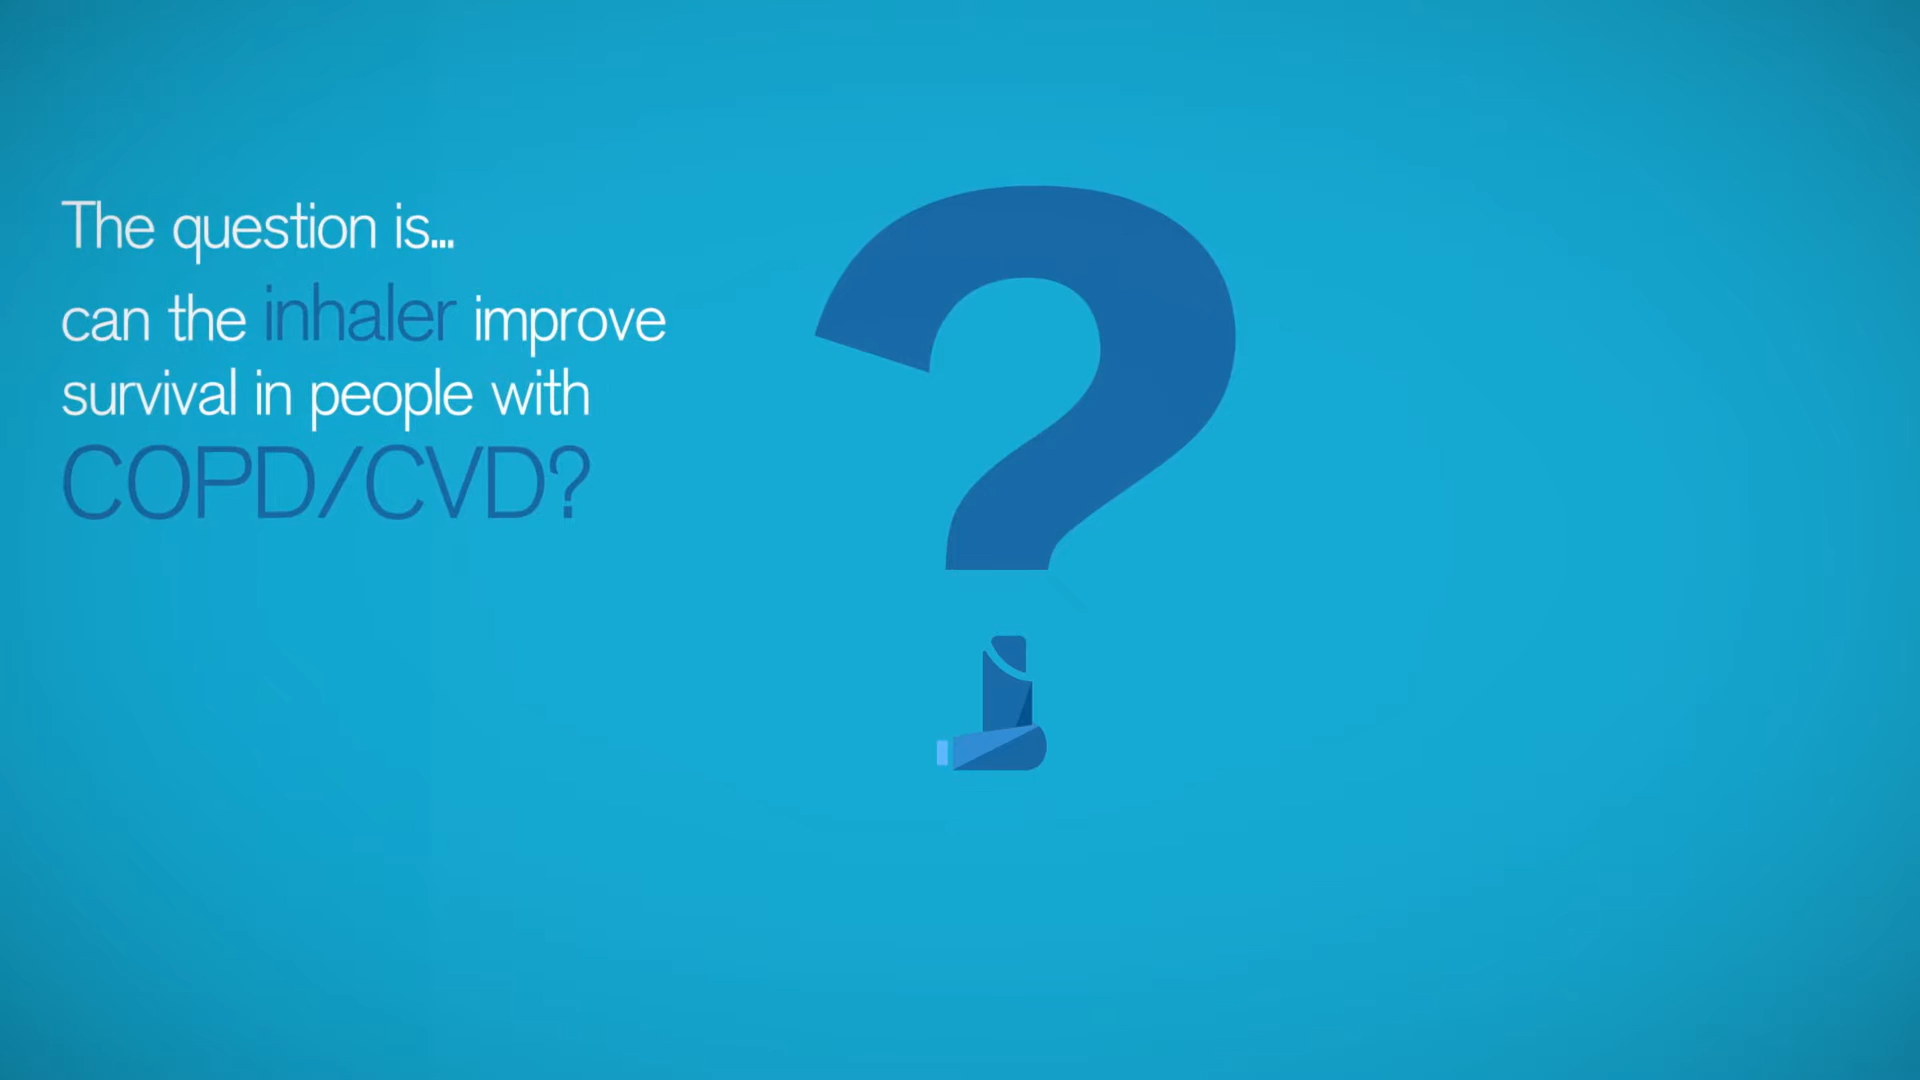 The question is...
can the inhaler improve
survival in people with
COPD/CVD?
?